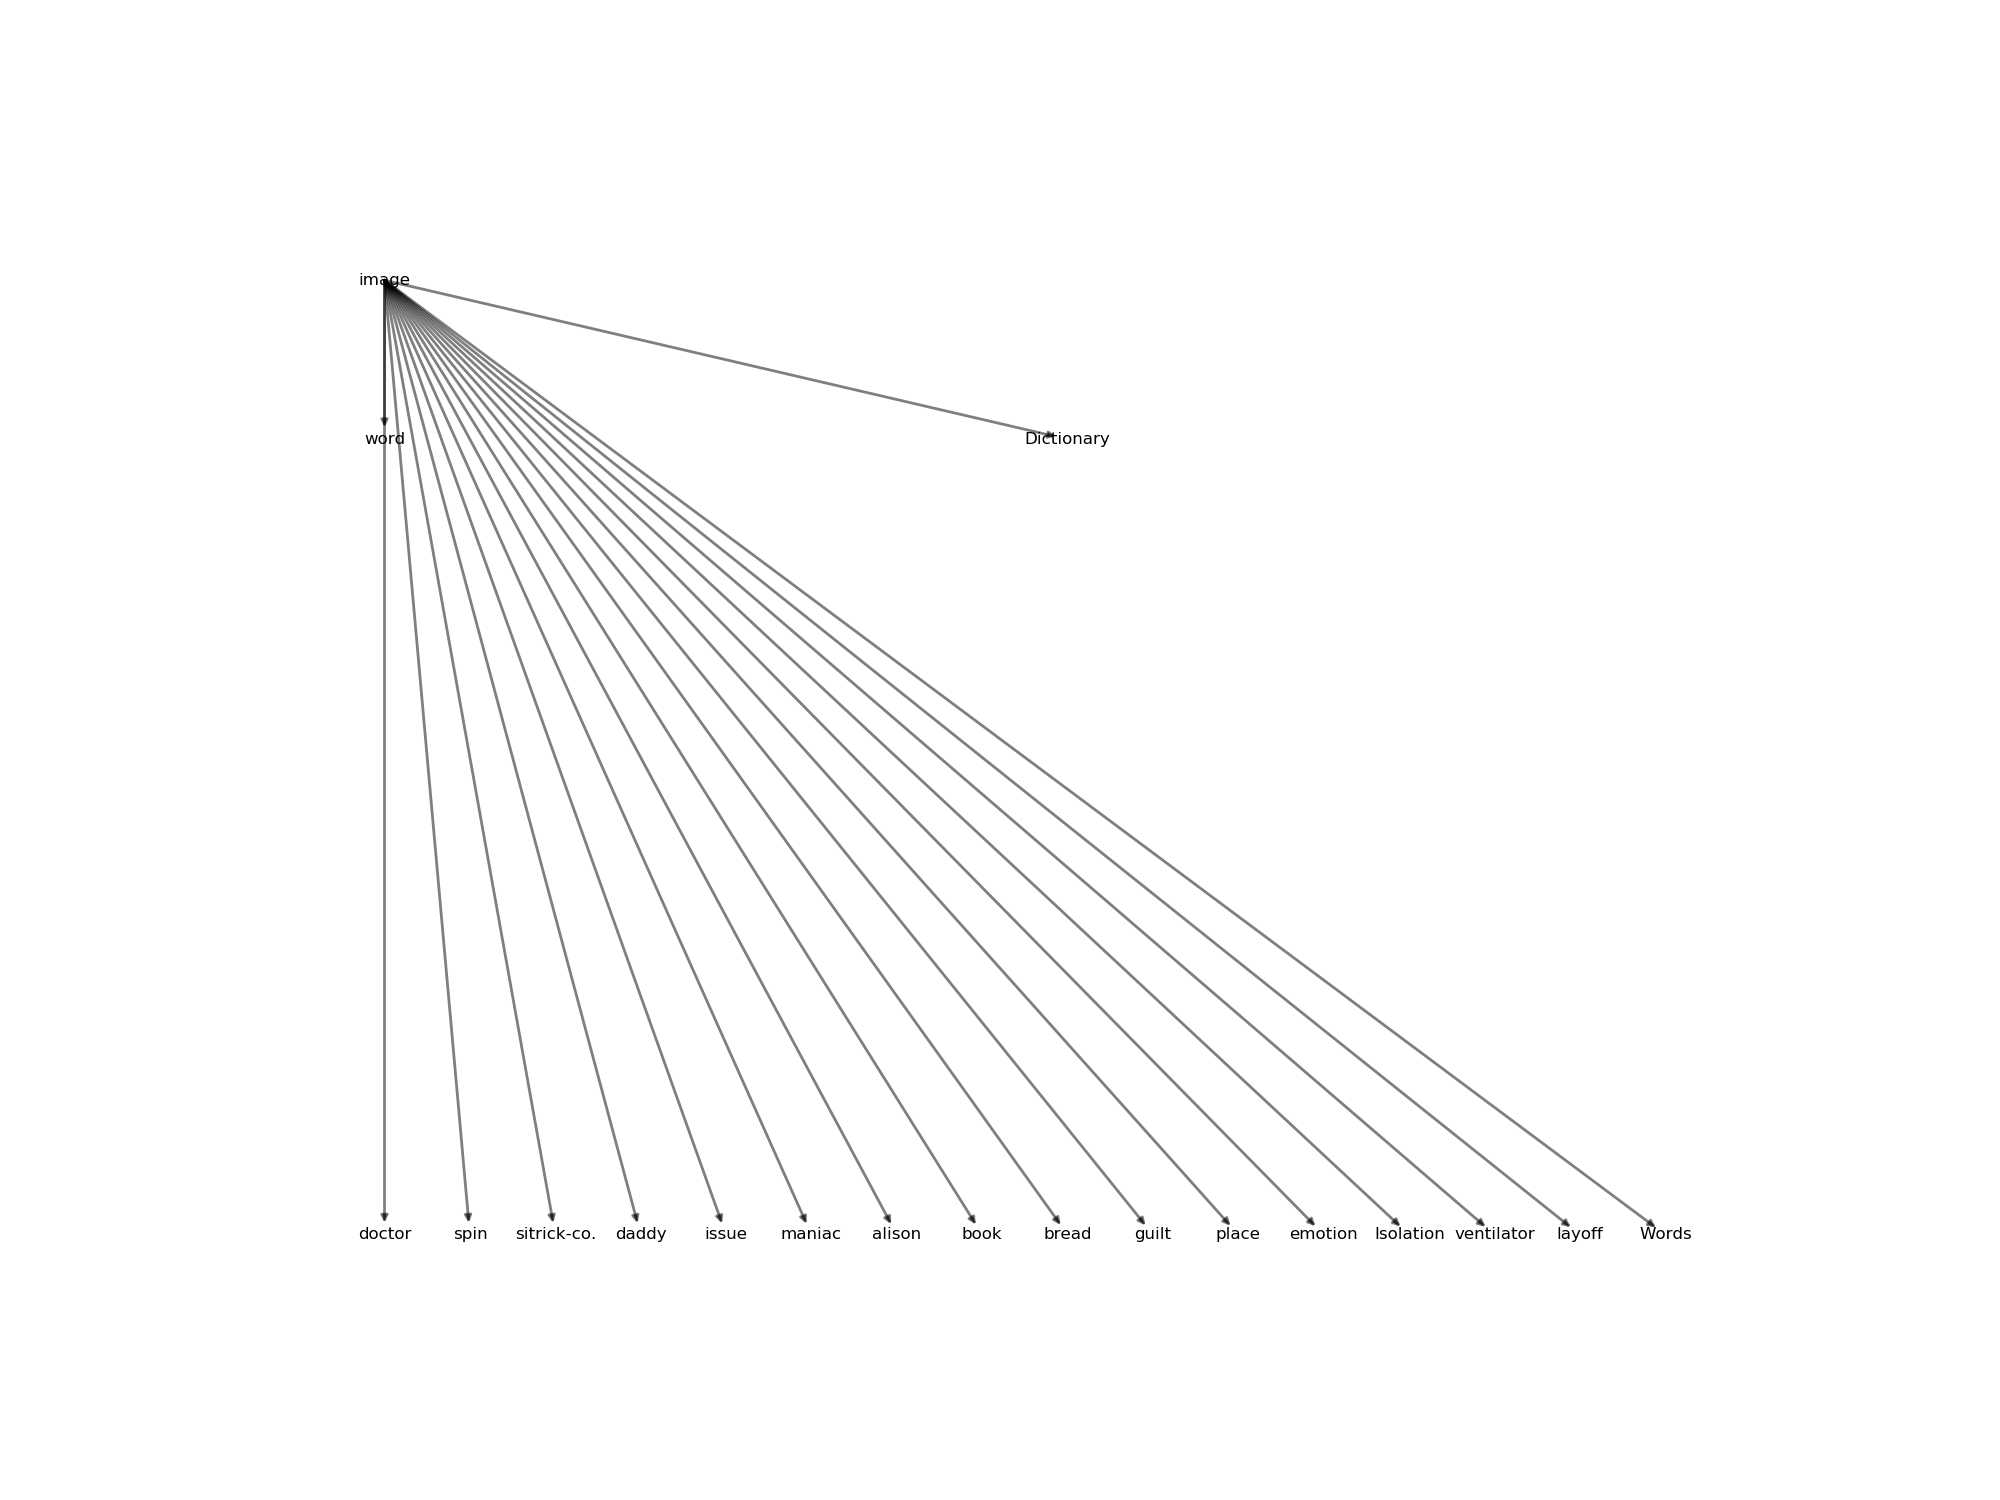 image
word Dictionary
doctor spin sitrick-co. daddy issue maniac alison book bread guilt place emotion Isolation ventilator layoff Words